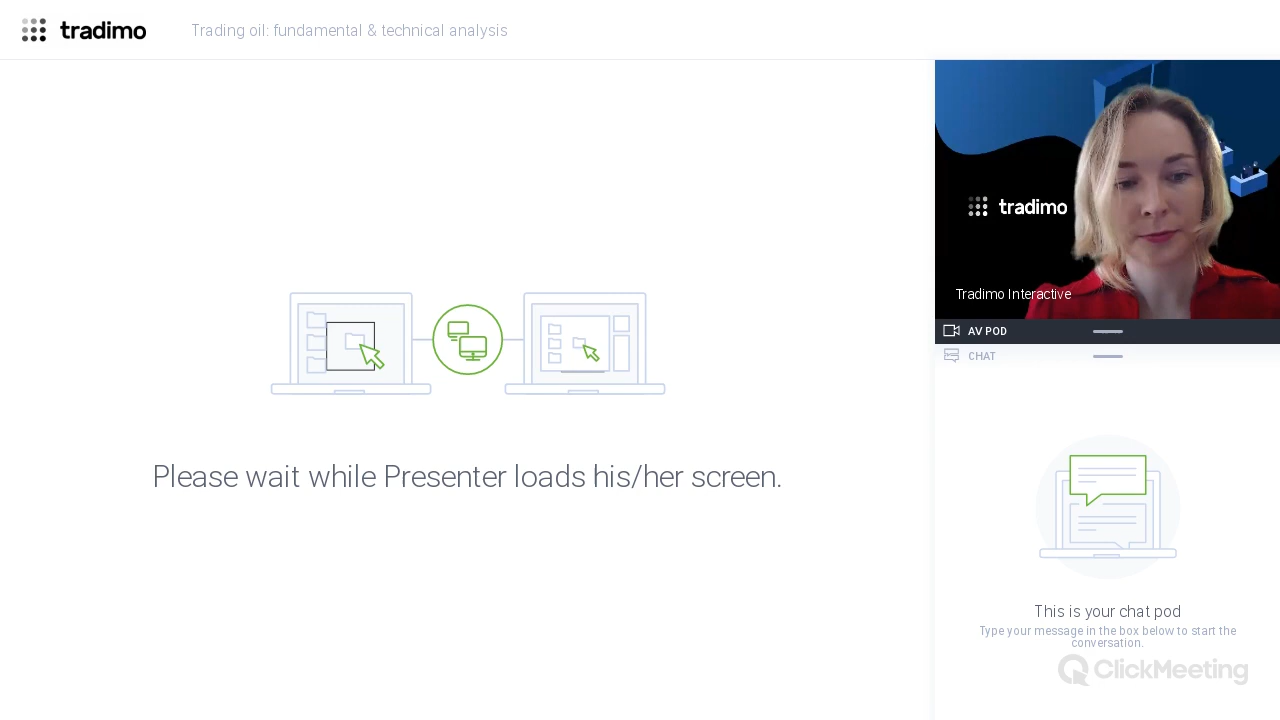 tradimo
Trading oil: fundamental & technical analysis
tradimo
Tradimo Interactive
AV POD
CHAT
Please wait while Presenter loads his/her screen.
This is your chat pod
Type your message in the box below to start the
conversation.
ClickMeeting